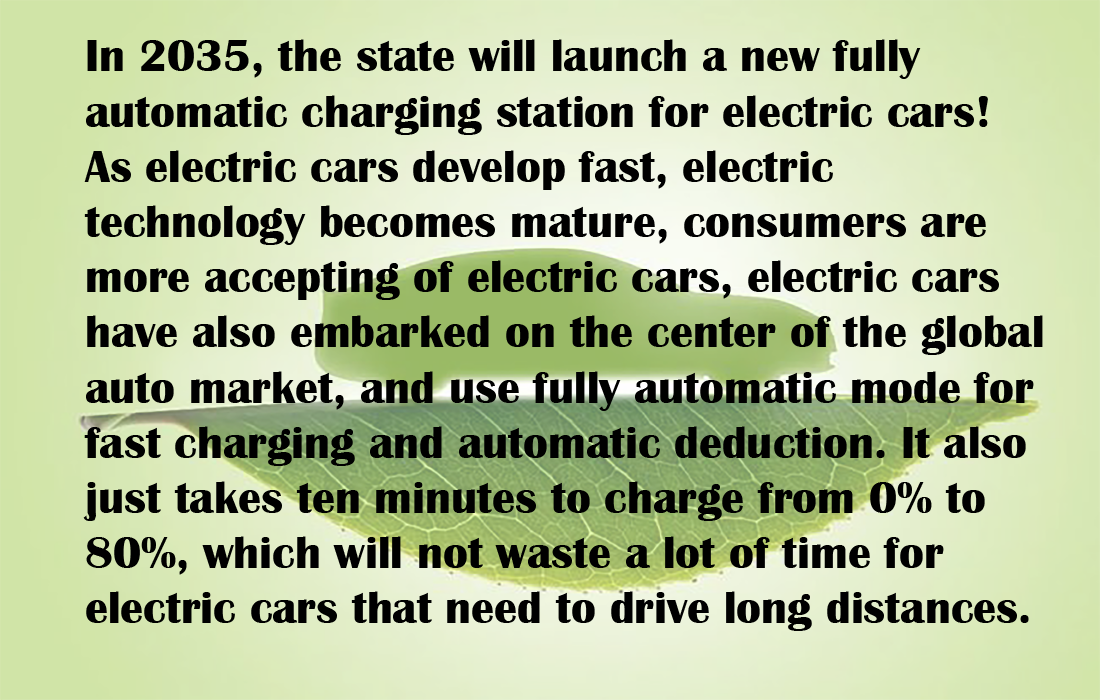 In 2035, the state will launch a new fully
automatic charging station for electric cars!
As electric cars develop fast, electric
technology becomes mature, consumers are
more accepting of electric cars, electric cars
have also embarked on the center of the global
auto market, and use fully automatic mode for
fast charging and automatic deduction. It also
just takes ten minutes to charge from 0% to
80%, which will not waste a lot of time for
electric cars that need to drive long distances.